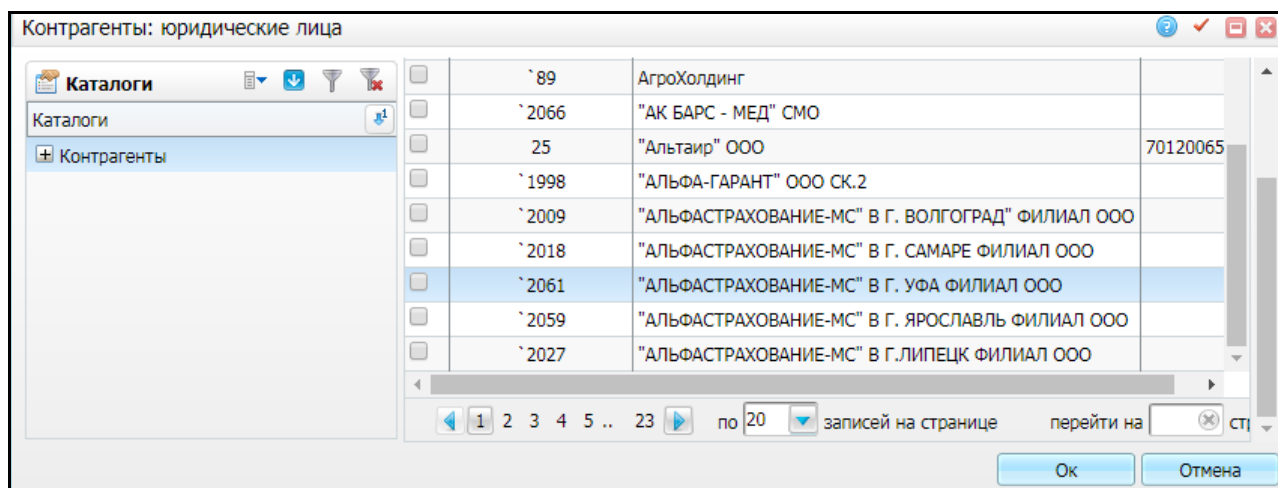 Контрагенты: юридические лица
Каталоги
Каталоги
Контрагенты
`89 АгроХолдинг
`2066 "АК БАРС - МЕД" СМО
25 "Альтаир" ООО 70120065
`1998 "АЛЬФА-ГАРАНТ" ООО СК.2
`2009 "АЛЬФАСТРАХОВАНИЕ-МС" В Г. ВОЛГОГРАД" ФИЛИАЛ ООО
`2018 "АЛЬФАСТРАХОВАНИЕ-МС" В Г. САМАРЕ ФИЛИАЛ ООО
`2061 "АЛЬФАСТРАХОВАНИЕ-МС" В Г. УФА ФИЛИАЛ ООО
`2059 "АЛЬФАСТРАХОВАНИЕ-МС" В Г. ЯРОСЛАВЛЬ ФИЛИАЛ ООО
`2027 "АЛЬФАСТРАХОВАНИЕ-МС" В Г.ЛИПЕЦК ФИЛИАЛ ООО
1 2 3 4 5 .. 23 по 20 записей на странице перейти на
Ок Отмена